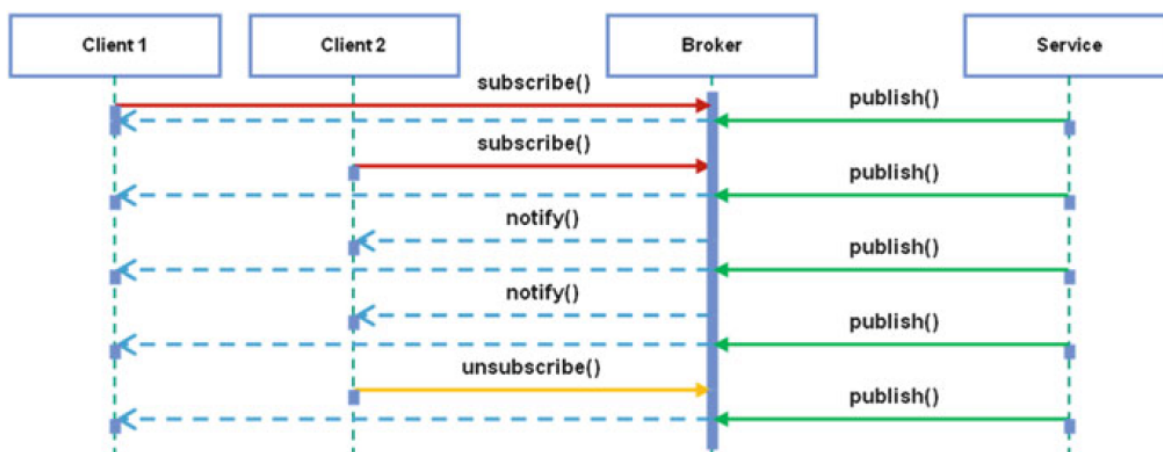 Client 1
Client 2
Broker
Service
subscribe()
publish()
subscribe()
publish()
notify()
publish()
notify()
publish()
unsubscribe()
publish()